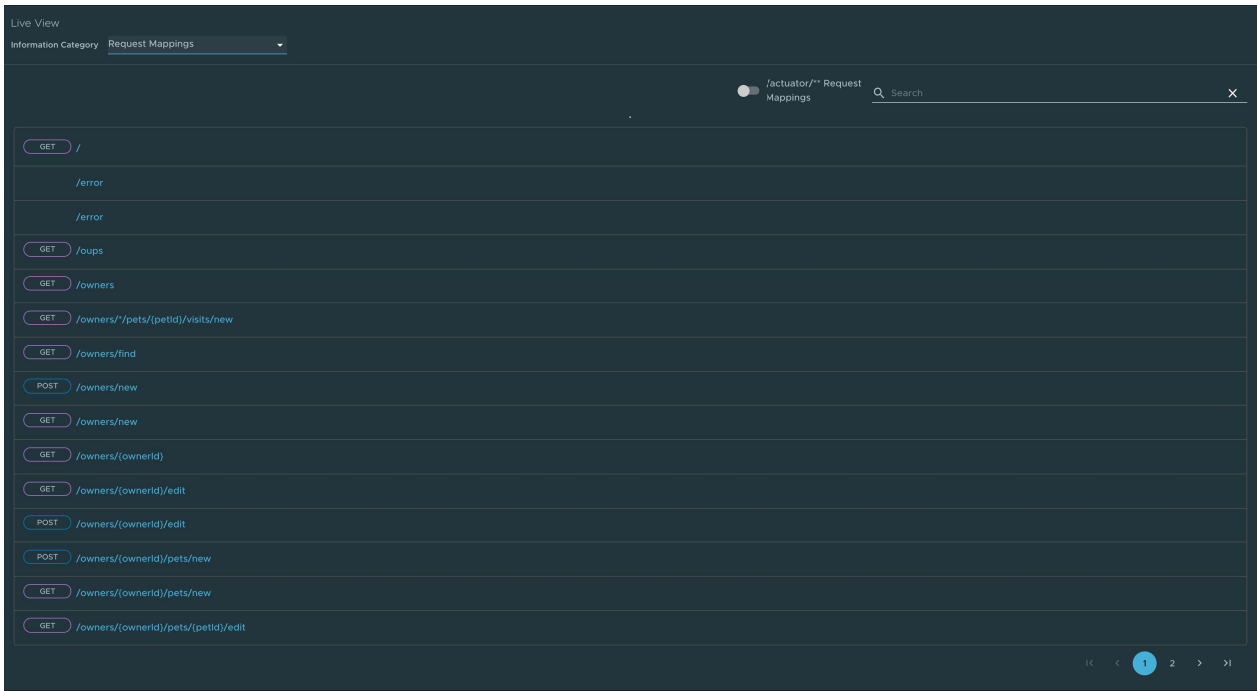 Live View
Information Category Request Mappings
/actuator/** Request
Mappings
Search
GET /
/error
/error
GET /oups
GET /owners
GET /owners/*/pets/{petId}/visits/new
GET /owners/find
POST /owners/new
GET /owners/new
GET /owners/{ownerId}
GET /owners/{ownerId}/edit
POST /owners/{ownerId}/edit
POST /owners/{ownerId}/pets/new
GET /owners/{ownerId}/pets/new
GET /owners/{ownerId}/pets/{petId}/edit
1 2